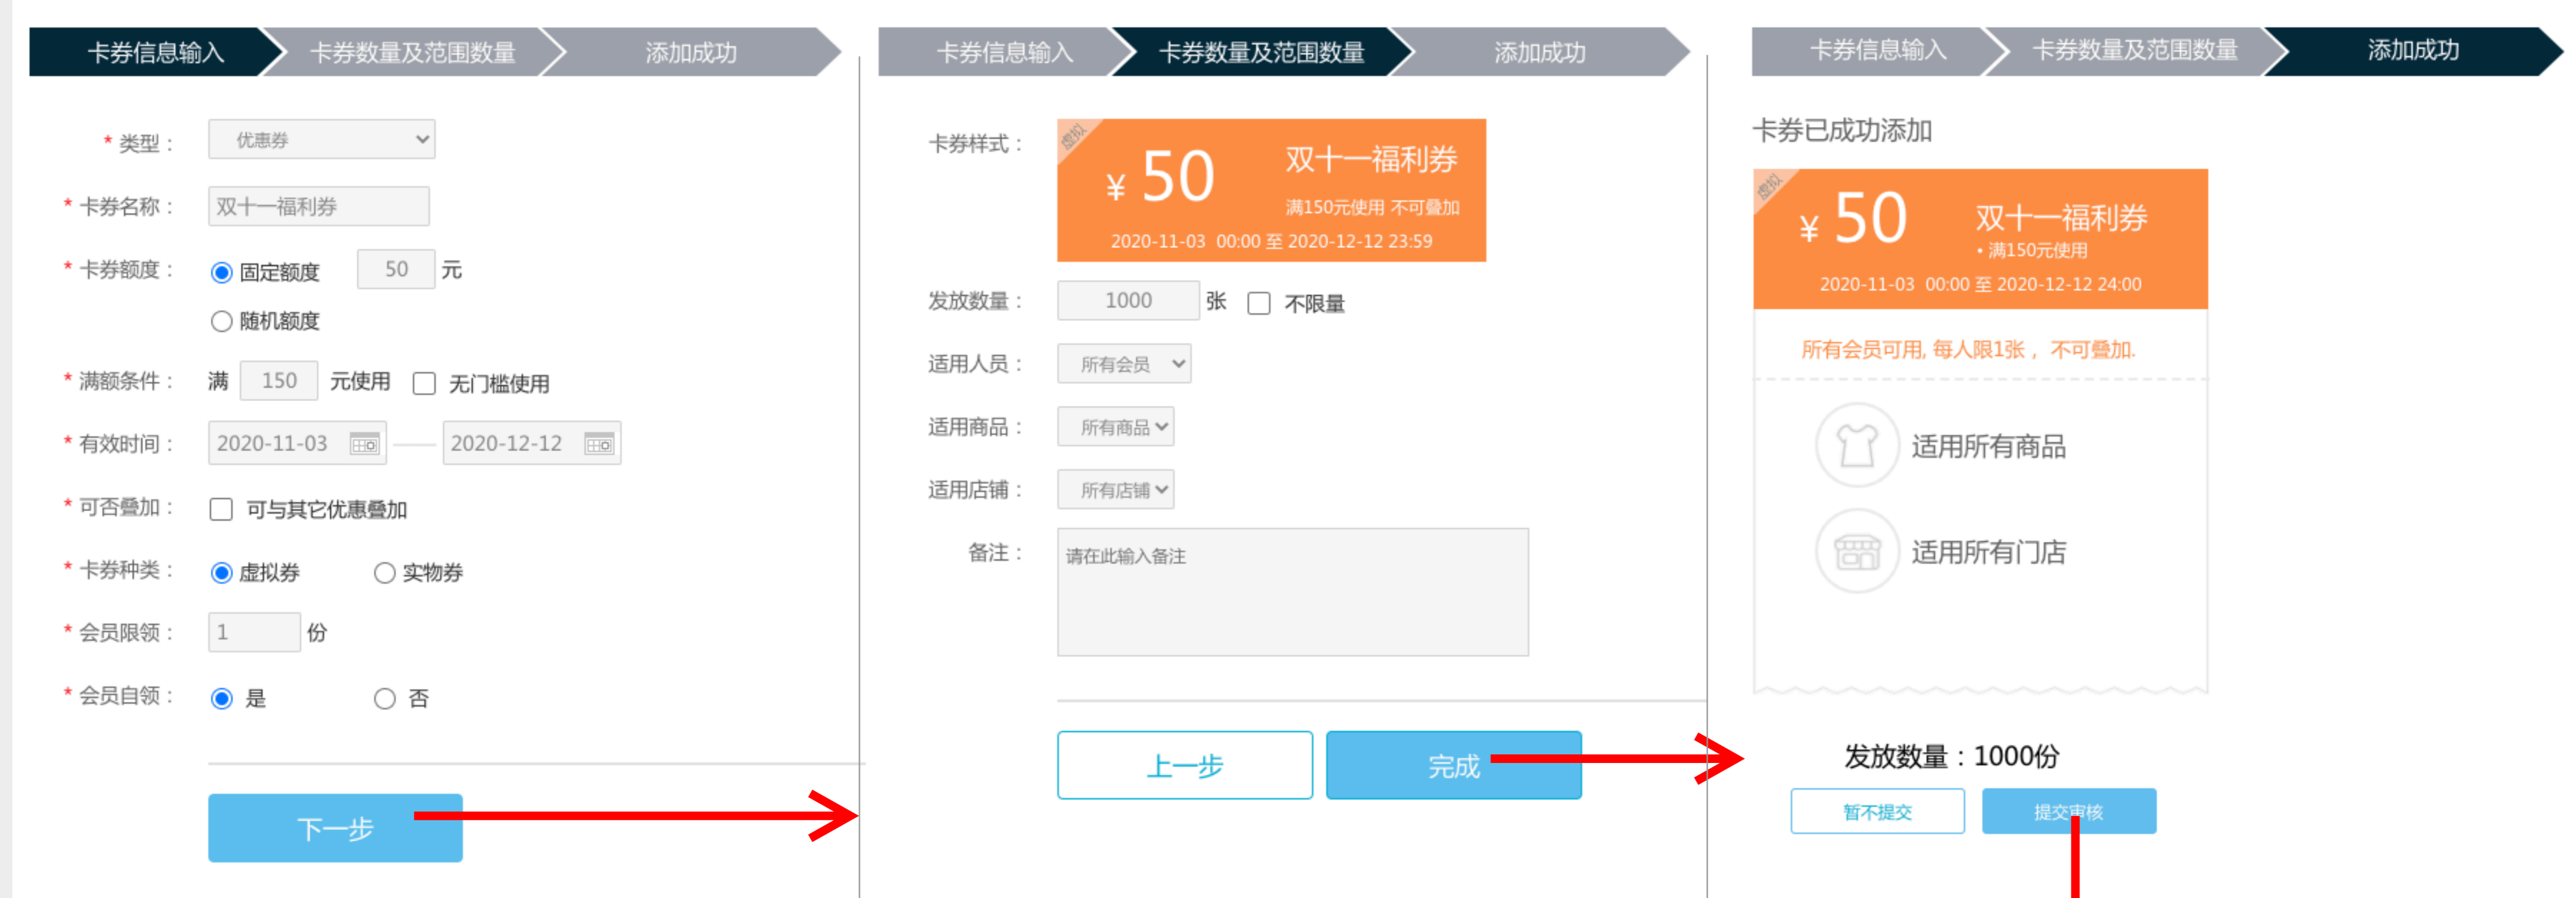 卡券信息输入 卡券数量及范围数量 添加成功
* 类型： 优惠券
* 卡券名称： 双十一福利券
* 卡券额度： 固定额度 50 元
随机额度
* 满额条件： 满 150 元使用 无门槛使用
* 有效时间： 2020-11-03 2020-12-12
* 可否叠加： 可与其它优惠叠加
* 卡券种类： 虚拟券 实物券
* 会员限领： 1 份
* 会员自领： 是 否
下一步
卡券信息输入 卡券数量及范围数量 添加成功
卡券样式：
虚拟
¥ 50 双十一福利券
满150元使用 不可叠加
2020-11-03 00:00 至 2020-12-12 23:59
发放数量： 1000 张 不限量
适用人员： 所有会员
适用商品： 所有商品
适用店铺： 所有店铺
备注： 请在此输入备注
上一步 完成
卡券信息输入 卡券数量及范围数量 添加成功
卡券已成功添加
虚拟
¥ 50 双十一福利券
• 满150元使用
2020-11-03 00:00 至 2020-12-12 24:00
所有会员可用, 每人限1张 ， 不可叠加.
适用所有商品
适用所有门店
发放数量：1000份
暂不提交 提交审核